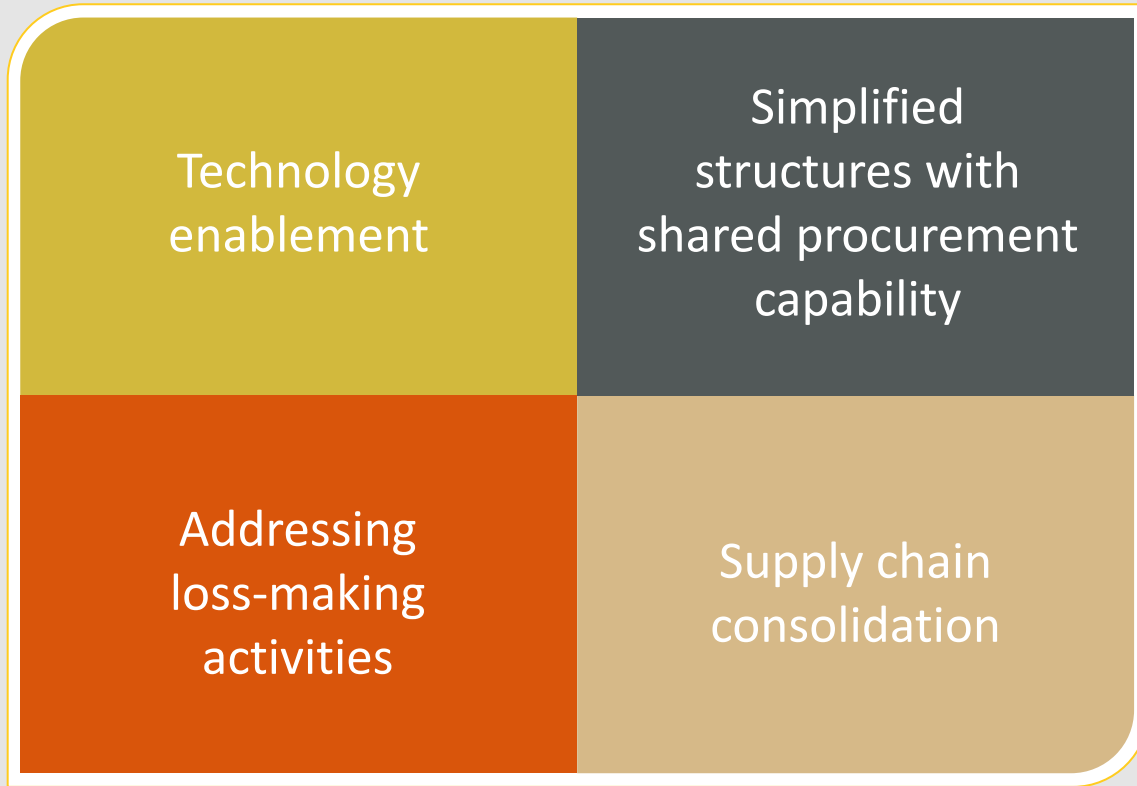 Technology
enablement
Simplified
structures with
shared procurement
capability
Addressing
loss-making
activities
Supply chain
consolidation